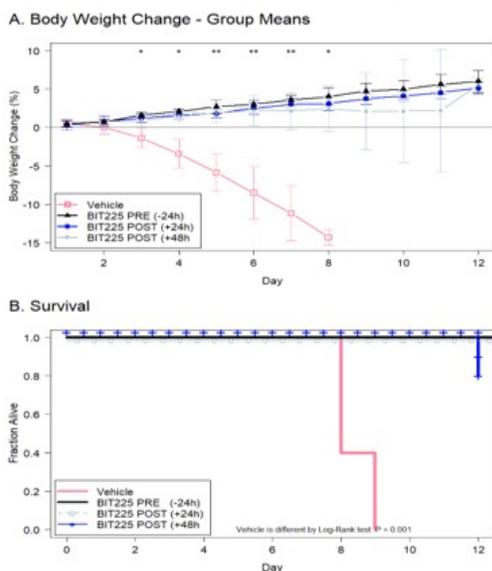 A. Body Weight Change - Group Means
Body Weight Change (%)
10
5
0
-5
-10
-15
* * ** ** ** *
Vehicle
BIT225 PRE (-24h)
BIT225 POST (+24h)
BIT225 POST (+48h
2 4 6 8 10 12
Day
B. Survival
Fraction Alive
1.0
0.8
0.6
0.4
0.2
0.0
Vehicle
BIT225 PRE (-24h)
BIT225 POST (+24h)
BIT225 POST (+48h
Vehicle is different by Log-Rank test: P < 0.001
0 2 4 6 8 10 12
Day